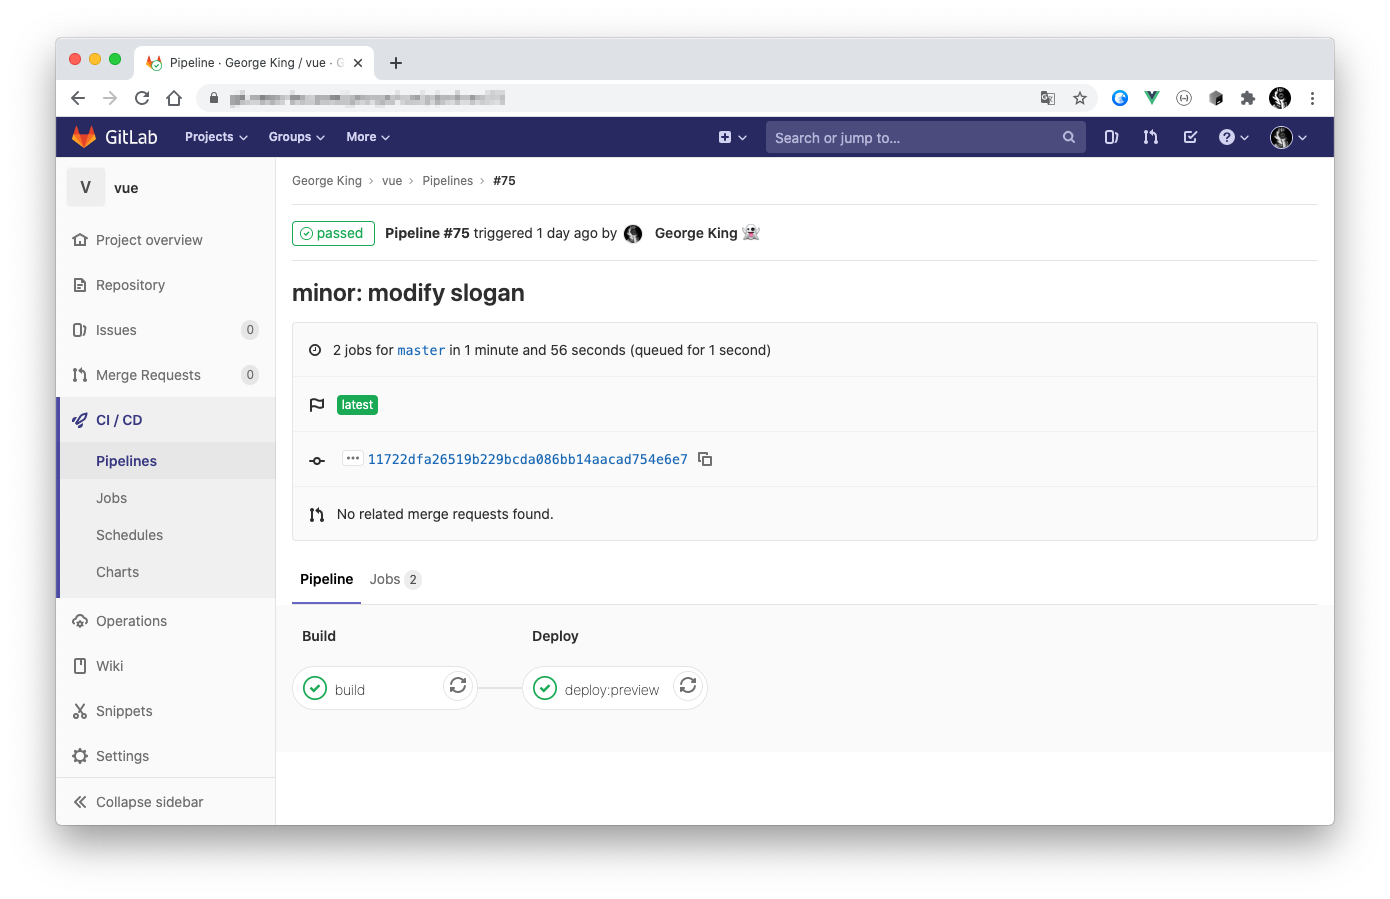 Pipeline · George King / vue · G
GitLab
Projects
Groups
More
Search or jump to...
V
vue
Project overview
Repository
Issues
0
Merge Requests
0
CI / CD
Pipelines
Jobs
Schedules
Charts
Operations
Wiki
Snippets
Settings
Collapse sidebar
George King › vue › Pipelines › #75
passed
Pipeline #75 triggered 1 day ago by George King 👻
minor: modify slogan
2 jobs for master in 1 minute and 56 seconds (queued for 1 second)
latest
11722dfa26519b229bcda086bb14aacad754e6e7
No related merge requests found.
Pipeline
Jobs 2
Build
Deploy
build
deploy:preview